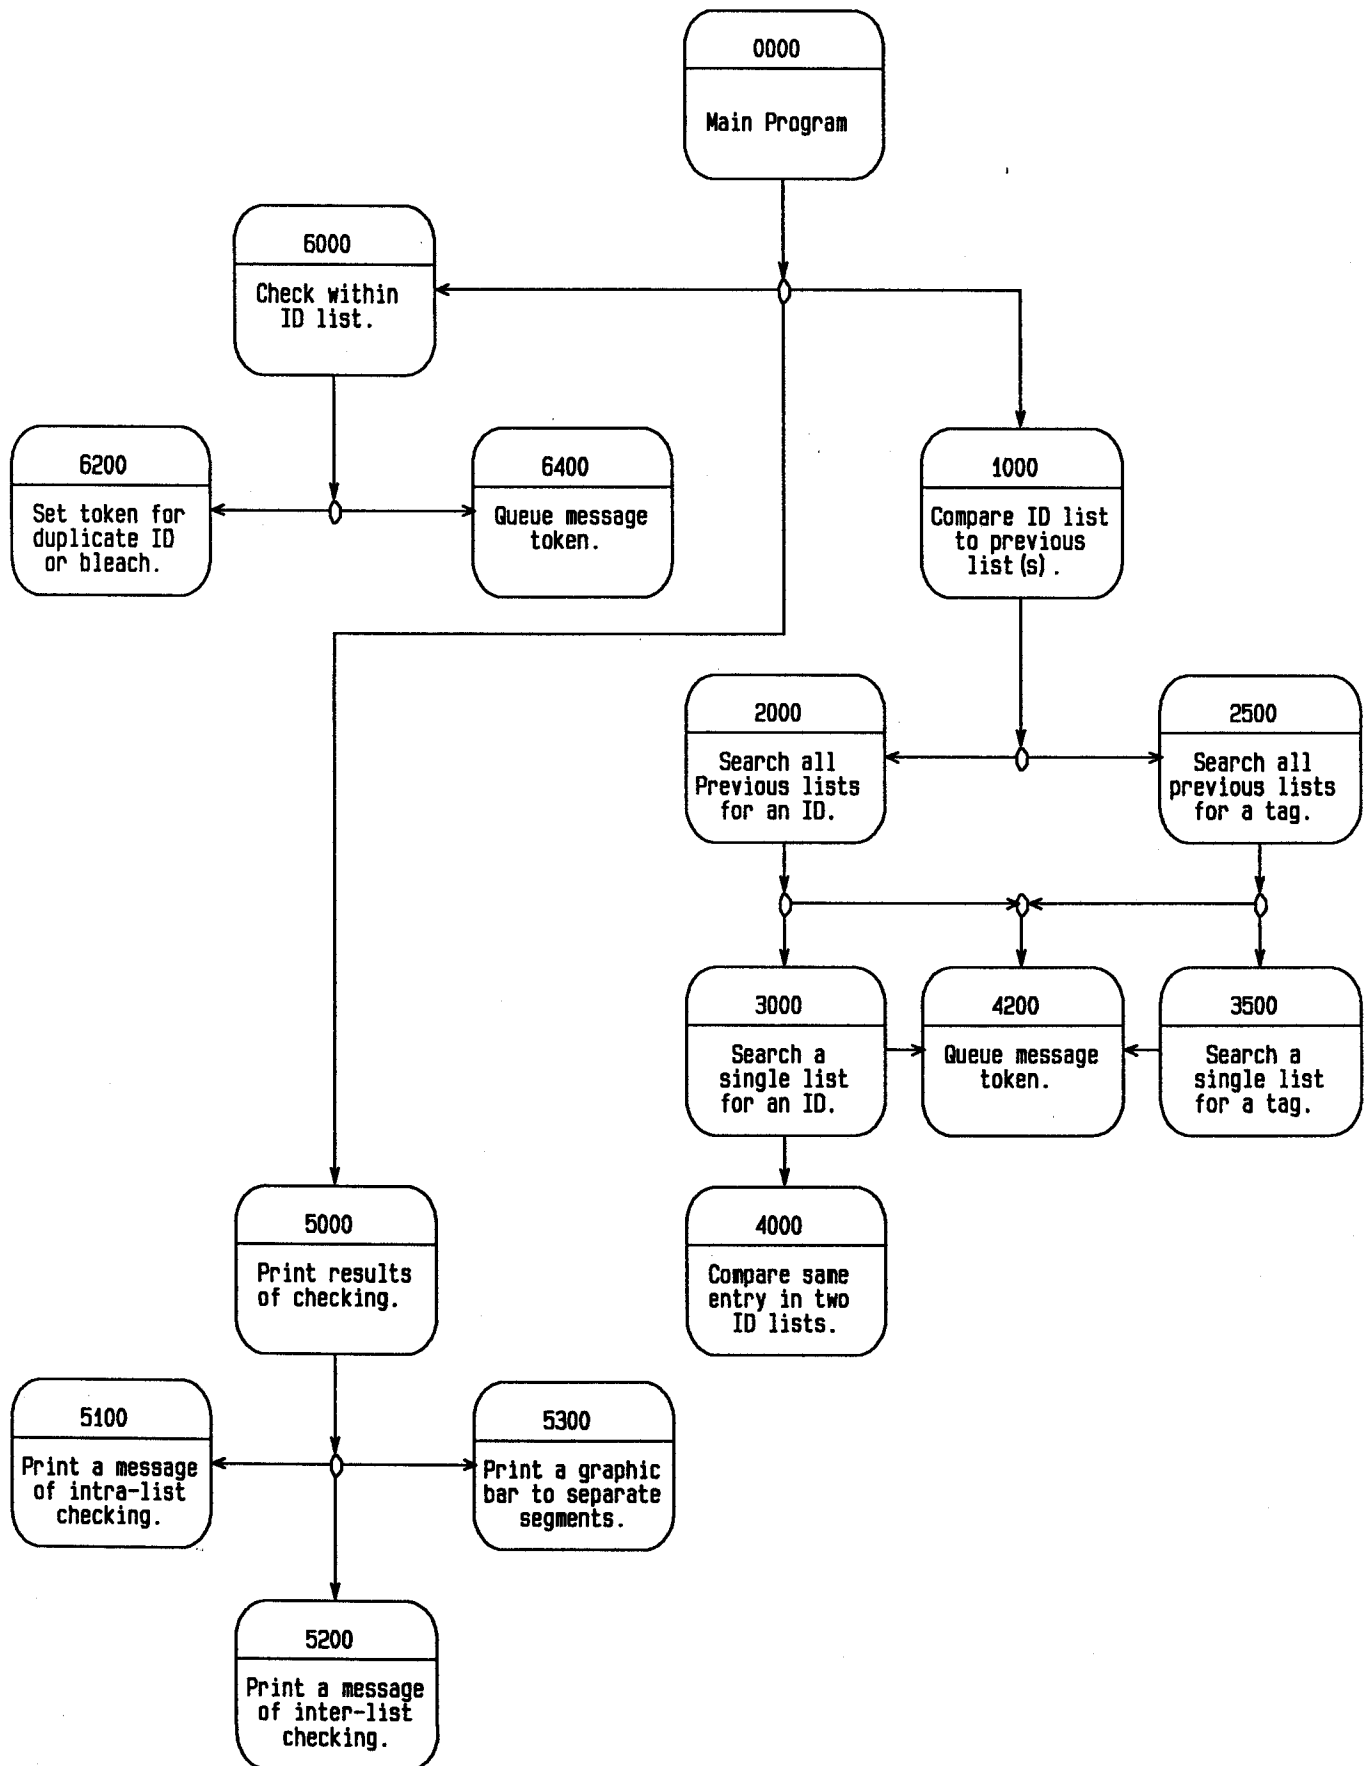 0000
Main Program
6000
Check within
ID list.
6200
Set token for
duplicate ID
or bleach.
6400
Queue message
token.
1000
Compare ID list
to previous
list(s).
2000
Search all
Previous lists
for an ID.
2500
Search all
previous lists
for a tag.
3000
Search a
single list
for an ID.
4200
Queue message
token.
3500
Search a
single list
for a tag.
4000
Compare same
entry in two
ID lists.
5000
Print results
of checking.
5100
Print a message
of intra-list
checking.
5300
Print a graphic
bar to separate
segments.
5200
Print a message
of inter-list
checking.